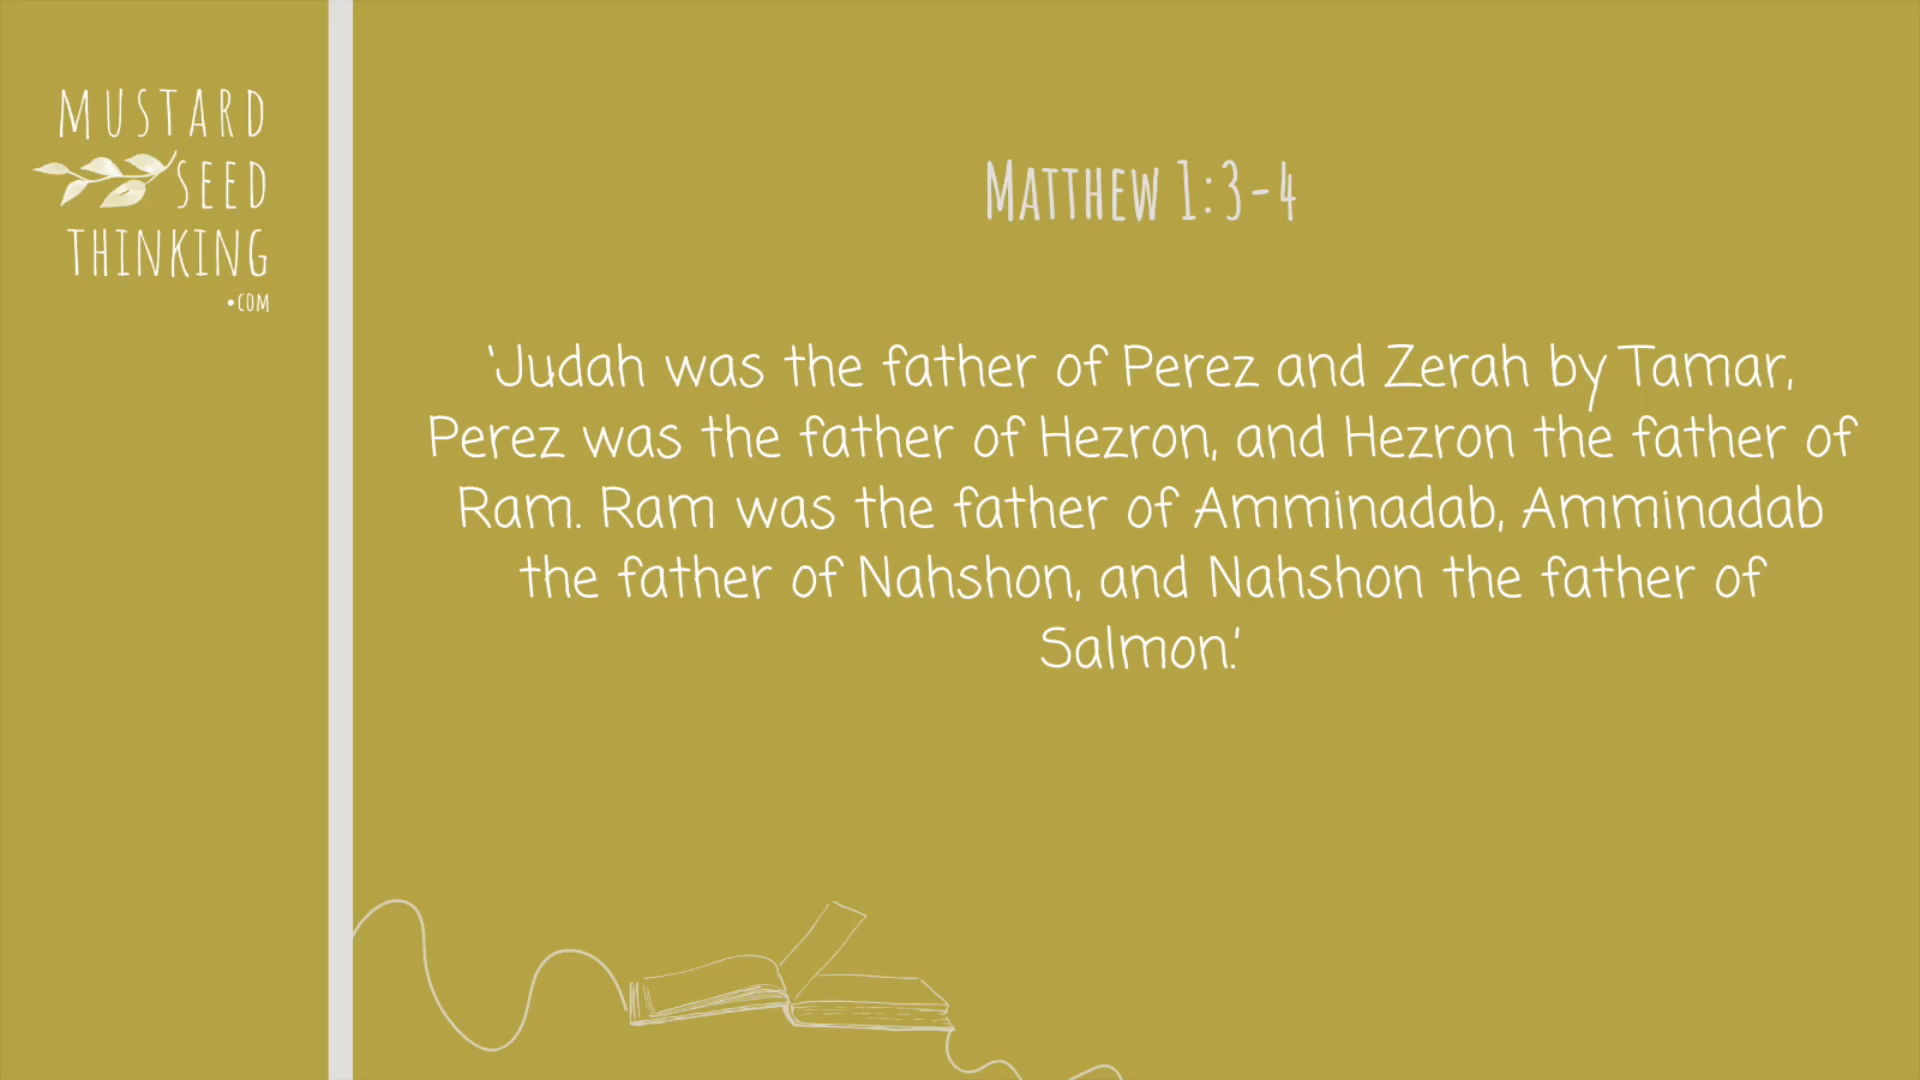 MUSTARD
SEED
THINKING
•COM
MATTHEW 1:3-4
'Judah was the father of Perez and Zerah by Tamar,
Perez was the father of Hezron, and Hezron the father of
Ram. Ram was the father of Amminadab, Amminadab
the father of Nahshon, and Nahshon the father of
Salmon.'